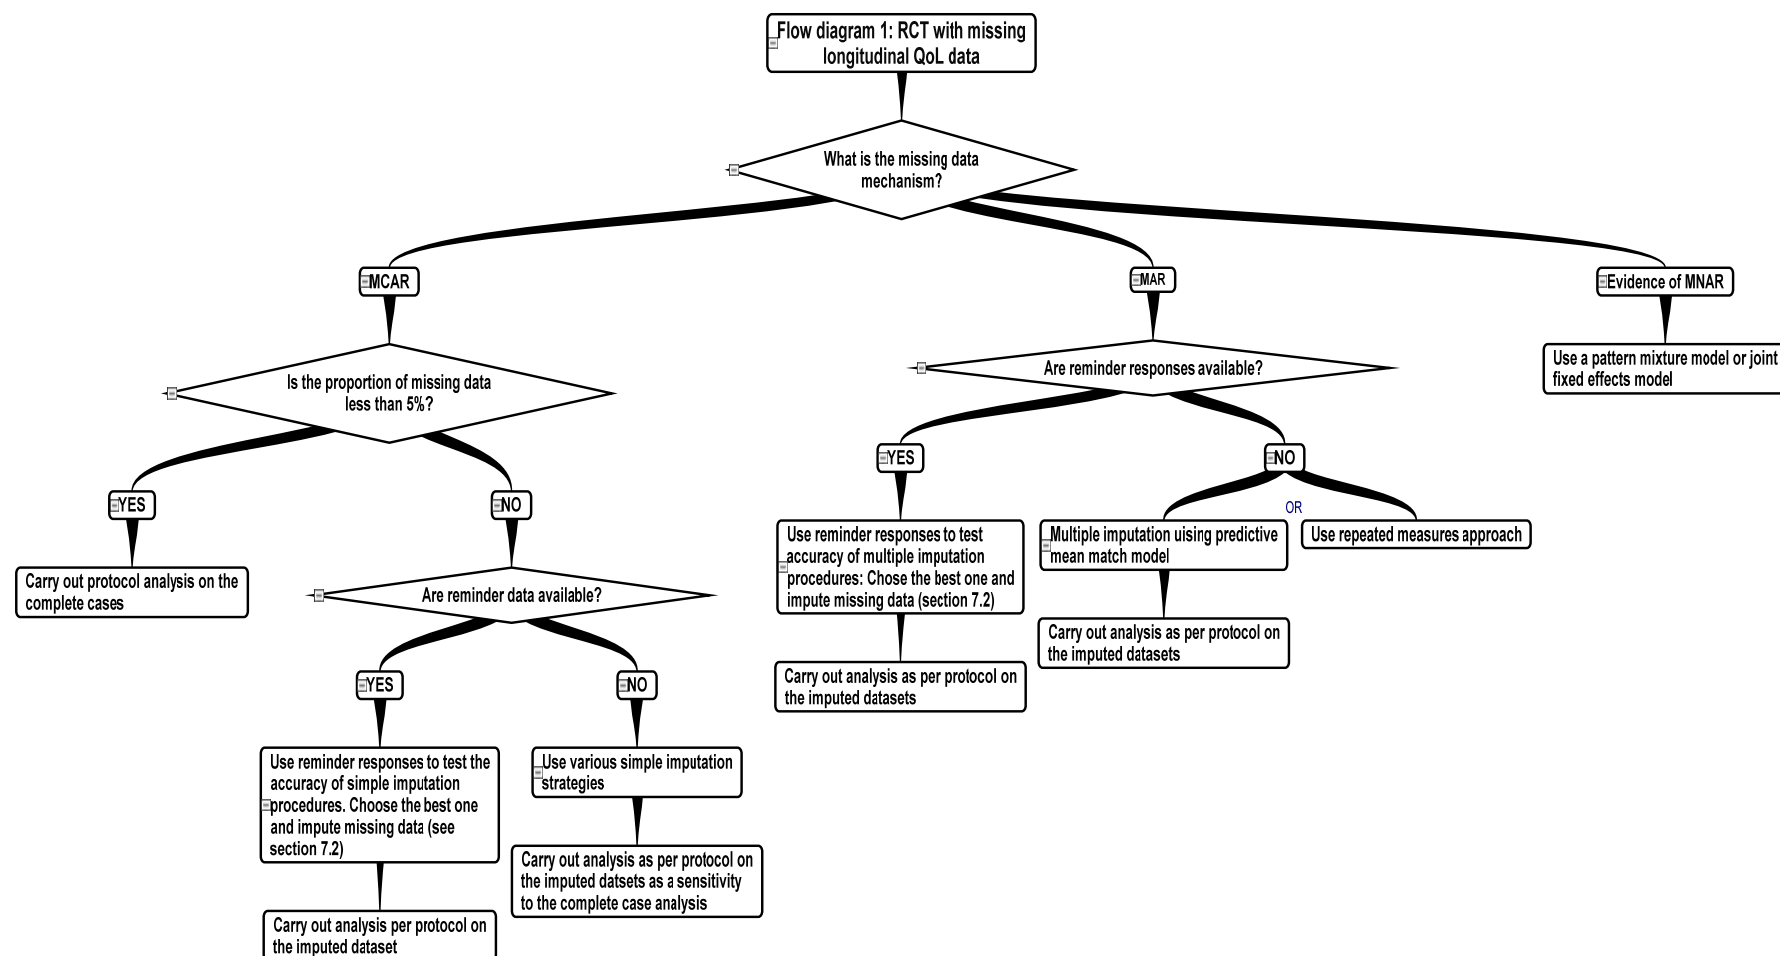 Flow diagram 1: RCT with missing
longitudinal QoL data
What is the missing data
mechanism?
MCAR
MAR
Evidence of MNAR
Is the proportion of missing data
less than 5%?
Are reminder responses available?
Use a pattern mixture model or joint
fixed effects model
YES
NO
YES
NO
OR
Carry out protocol analysis on the
complete cases
Are reminder data available?
Use reminder responses to test
accuracy of multiple imputation
procedures: Chose the best one and
impute missing data (section 7.2)
Multiple imputation uising predictive
mean match model
Use repeated measures approach
Carry out analysis as per protocol on
the imputed datasets
Carry out analysis as per protocol on
the imputed datasets
YES
NO
Use reminder responses to test the
accuracy of simple imputation
procedures. Choose the best one
and impute missing data (see
section 7.2)
Use various simple imputation
strategies
Carry out analysis per protocol on
the imputed dataset
Carry out analysis as per protocol on
the imputed datsets as a sensitivity
to the complete case analysis